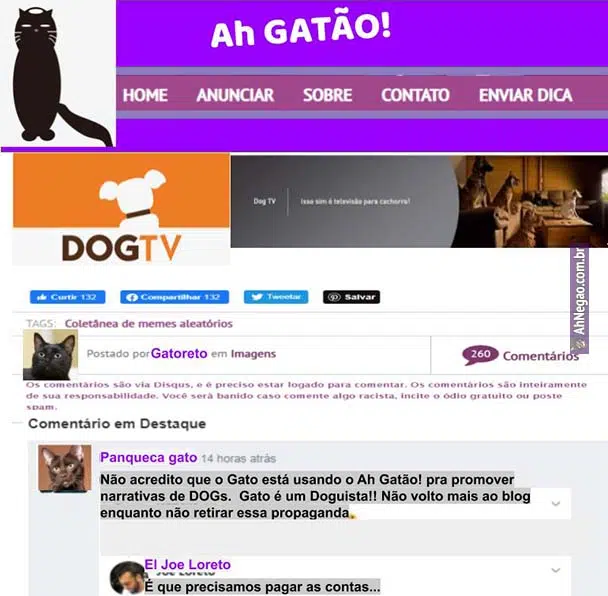 Ah GATÃO!
HOME ANUNCIAR SOBRE CONTATO ENVIAR DICA
DOGTV
Dog TV Isso sim é televisão para cachorro!
Curtir 132 Compartilhar 132 Tweetar Salvar
AhNegao.com.br
TAGS: Coletânea de memes aleatórios
Postado por Gatoreto em Imagens 260 Comentários
Os comentários são via Disqus, e é preciso estar logado para comentar. Os comentários são inteiramente
de sua responsabilidade. Você será banido caso comente algo racista, incite o ódio gratuito ou poste
spam.
Comentário em Destaque
Panqueca gato 14 horas atrás
Não acredito que o Gato está usando o Ah Gatão! pra promover
narrativas de DOGs. Gato é um Doguista!! Não volto mais ao blog
enquanto não retirar essa propaganda
El Joe Loreto
É que precisamos pagar as contas...